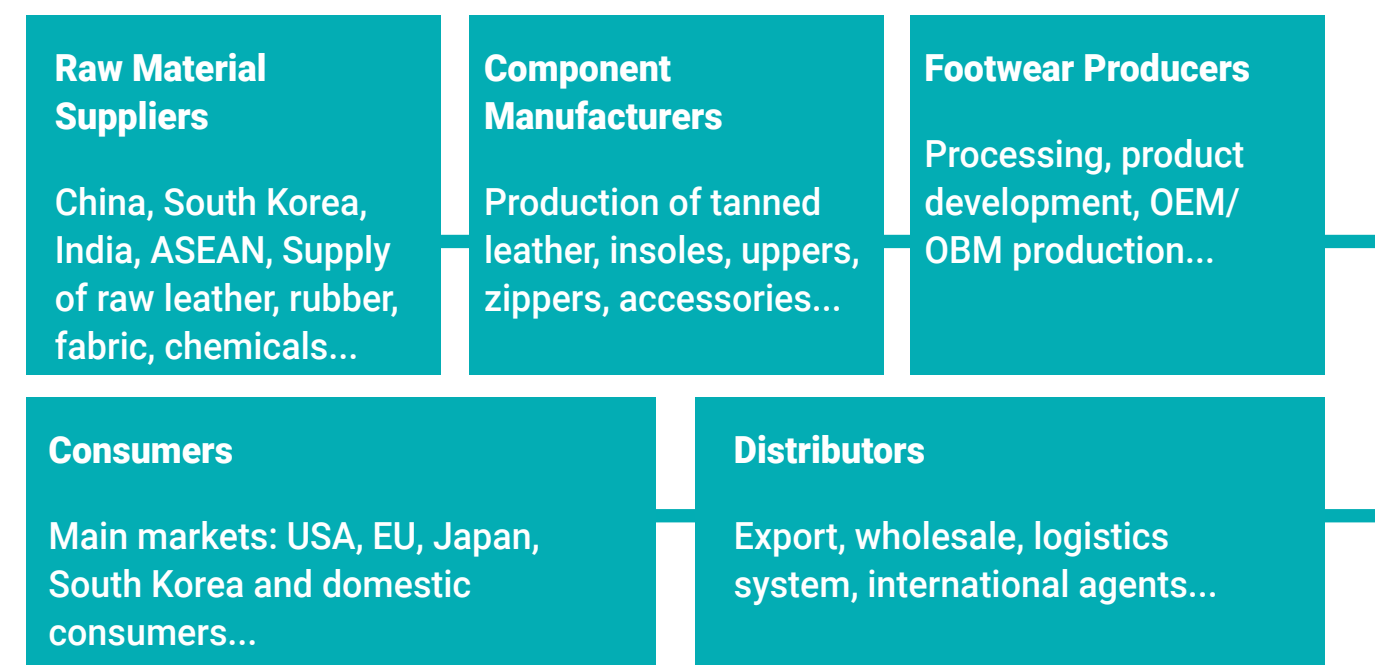 Raw Material
Suppliers
China, South Korea,
India, ASEAN, Supply
of raw leather, rubber,
fabric, chemicals...
Component
Manufacturers
Production of tanned
leather, insoles, uppers,
zippers, accessories...
Footwear Producers
Processing, product
development, OEM/
OBM production...
Consumers
Main markets: USA, EU, Japan,
South Korea and domestic
consumers...
Distributors
Export, wholesale, logistics
system, international agents...